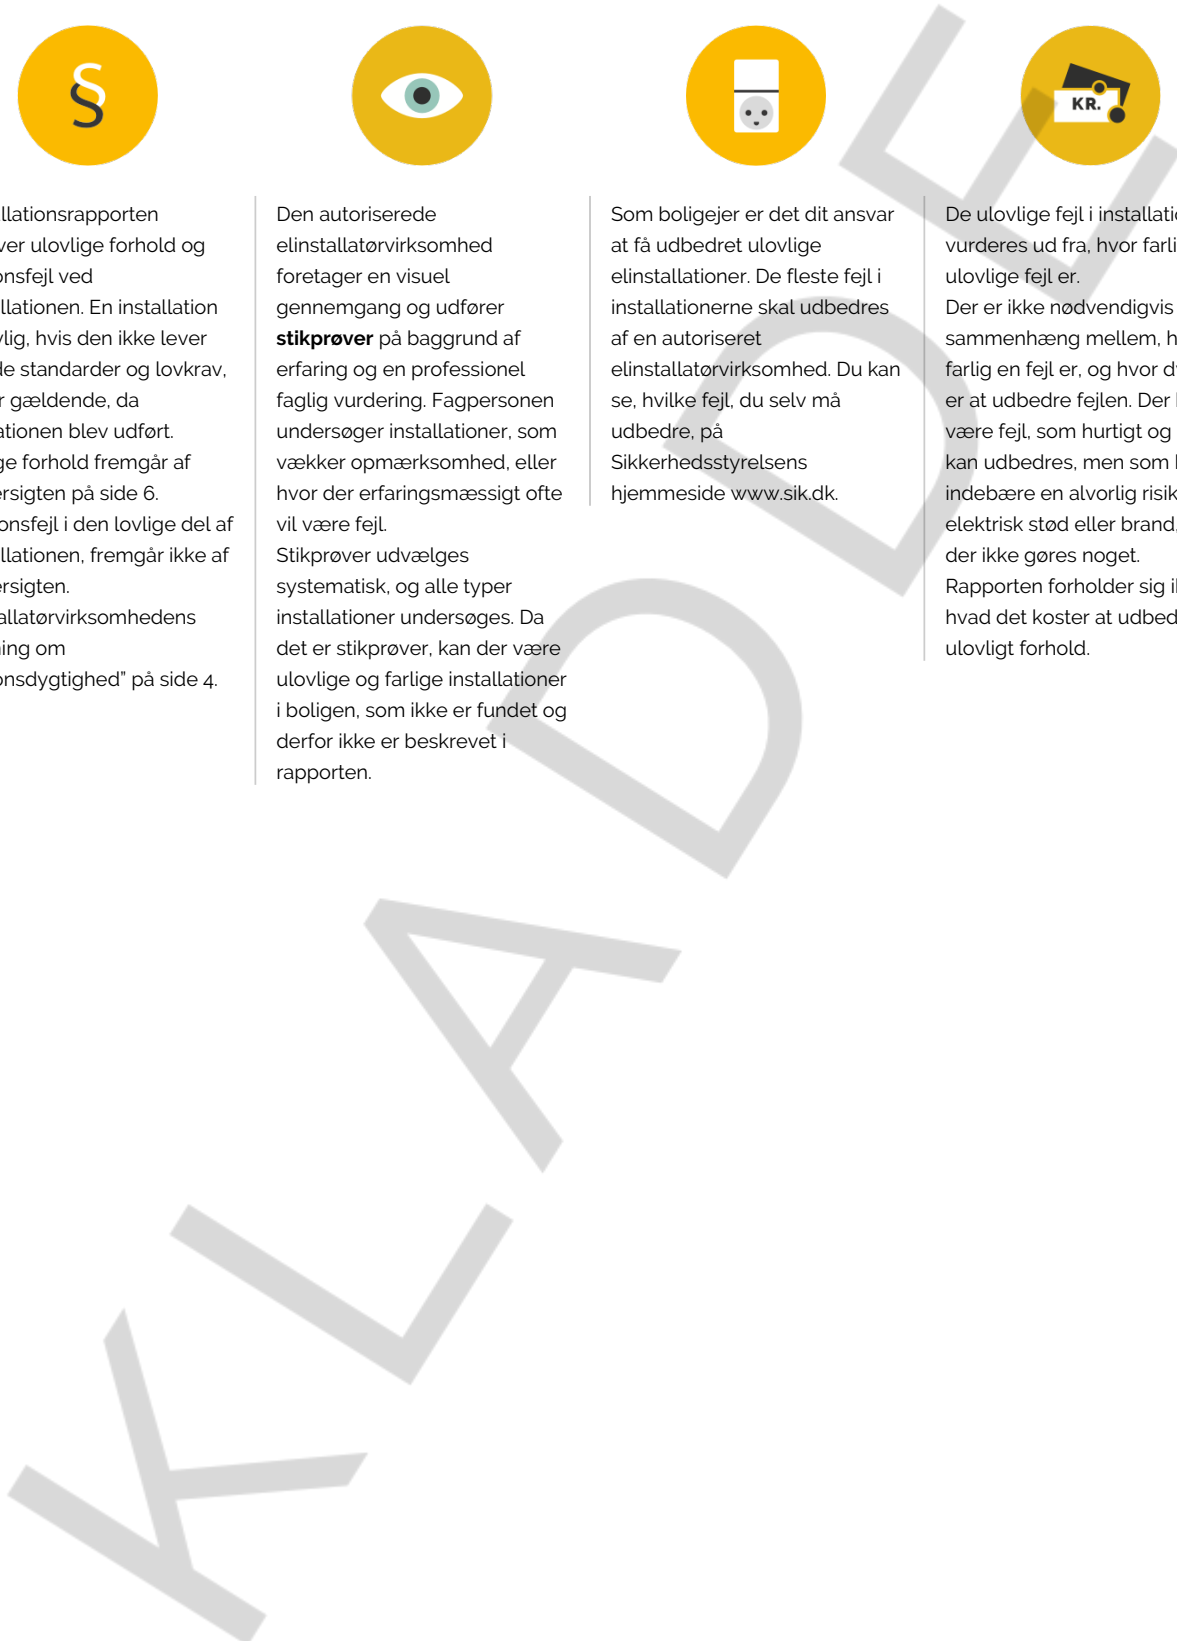 §
llationsrapporten
ver ulovlige forhold og
onsfejl ved
llationen. En installation
vlig, hvis den ikke lever
de standarder og lovkrav,
r gældende, da
ationen blev udført.
ge forhold fremgår af
ersigten på side 6.
onsfejl i den lovlige del af
llationen, fremgår ikke af
ersigten.
allatørvirksomhedens
ning om
onsdygtighed" på side 4.
Den autoriserede
elinstallatørvirksomhed
foretager en visuel
gennemgang og udfører
stikprøver på baggrund af
erfaring og en professionel
faglig vurdering. Fagpersonen
undersøger installationer, som
vækker opmærksomhed, eller
hvor der erfaringsmæssigt ofte
vil være fejl.
Stikprøver udvælges
systematisk, og alle typer
installationer undersøges. Da
det er stikprøver, kan der være
ulovlige og farlige installationer
i boligen, som ikke er fundet og
derfor ikke er beskrevet i
rapporten.
Som boligejer er det dit ansvar
at få udbedret ulovlige
elinstallationer. De fleste fejl i
installationerne skal udbedres
af en autoriseret
elinstallatørvirksomhed. Du kan
se, hvilke fejl, du selv må
udbedre, på
Sikkerhedsstyrelsens
hjemmeside www.sik.dk.
KR.
De ulovlige fejl i installati
vurderes ud fra, hvor farli
ulovlige fejl er.
Der er ikke nødvendigvis
sammenhæng mellem, h
farlig en fejl er, og hvor d
er at udbedre fejlen. Der
være fejl, som hurtigt og
kan udbedres, men som
indebære en alvorlig risik
elektrisk stød eller brand,
der ikke gøres noget.
Rapporten forholder sig i
hvad det koster at udbed
ulovligt forhold.
KLADDE